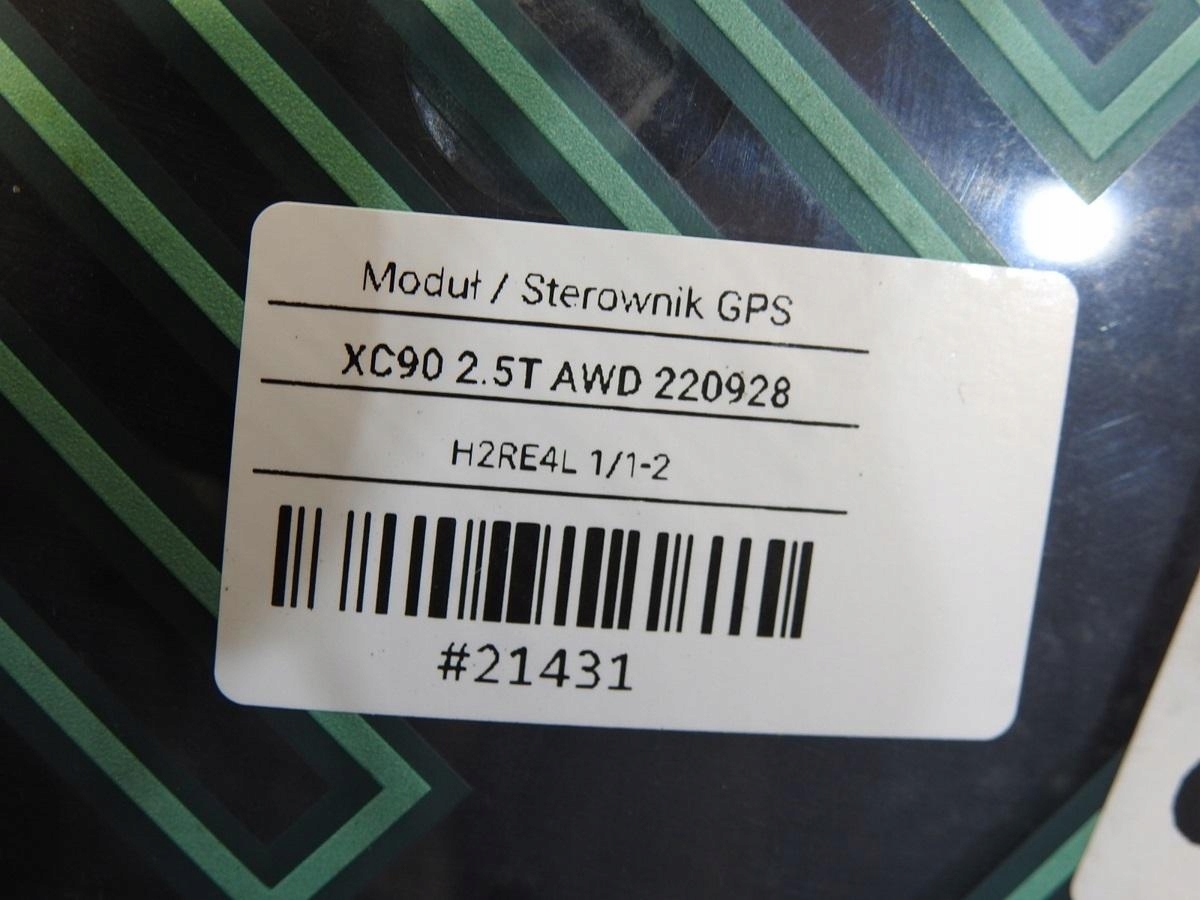 Moduł / Sterownik GPS
XC90 2.5T AWD 220928
H2RE4L 1/1-2
#21431